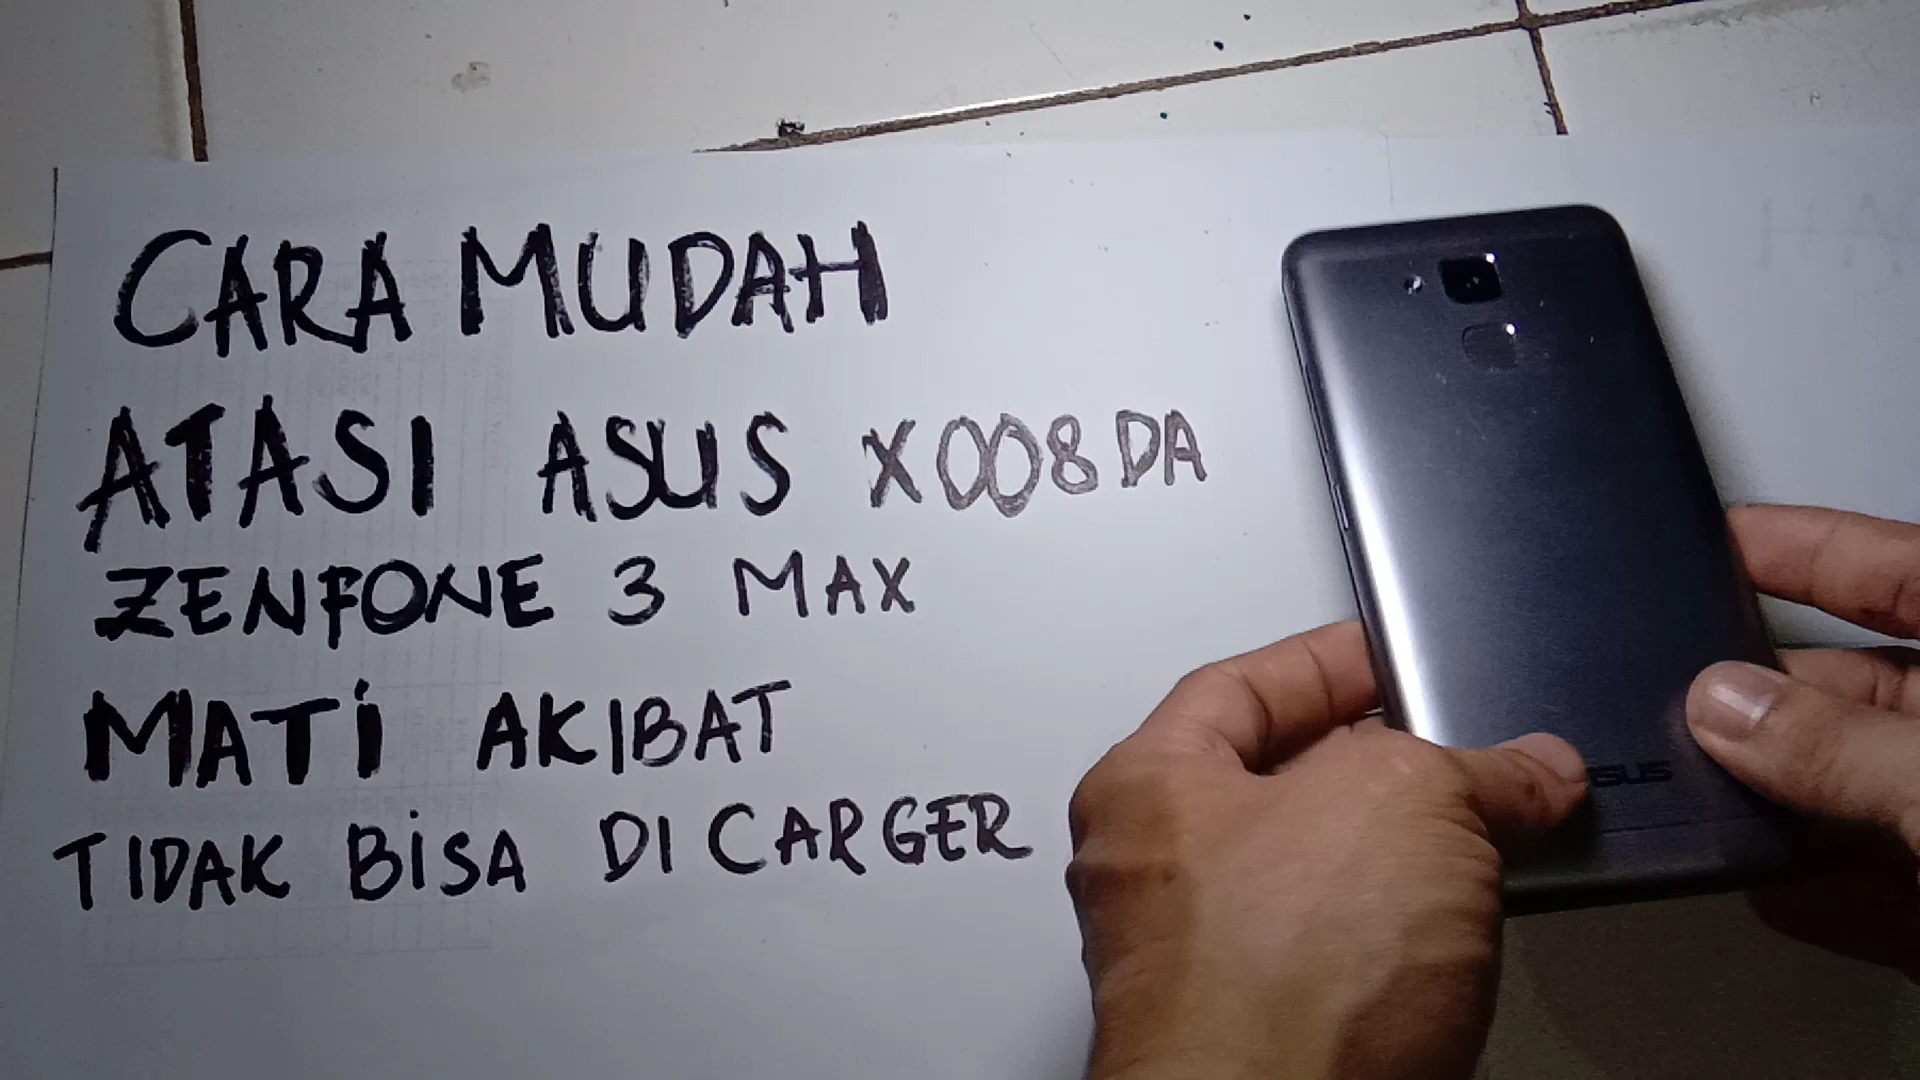 CARA MUDAH
ATASI ASUS X008DA
ZENFONE 3 MAX
MATi AKIBAT
TIDAK BiSA DI CARGER
ASUS